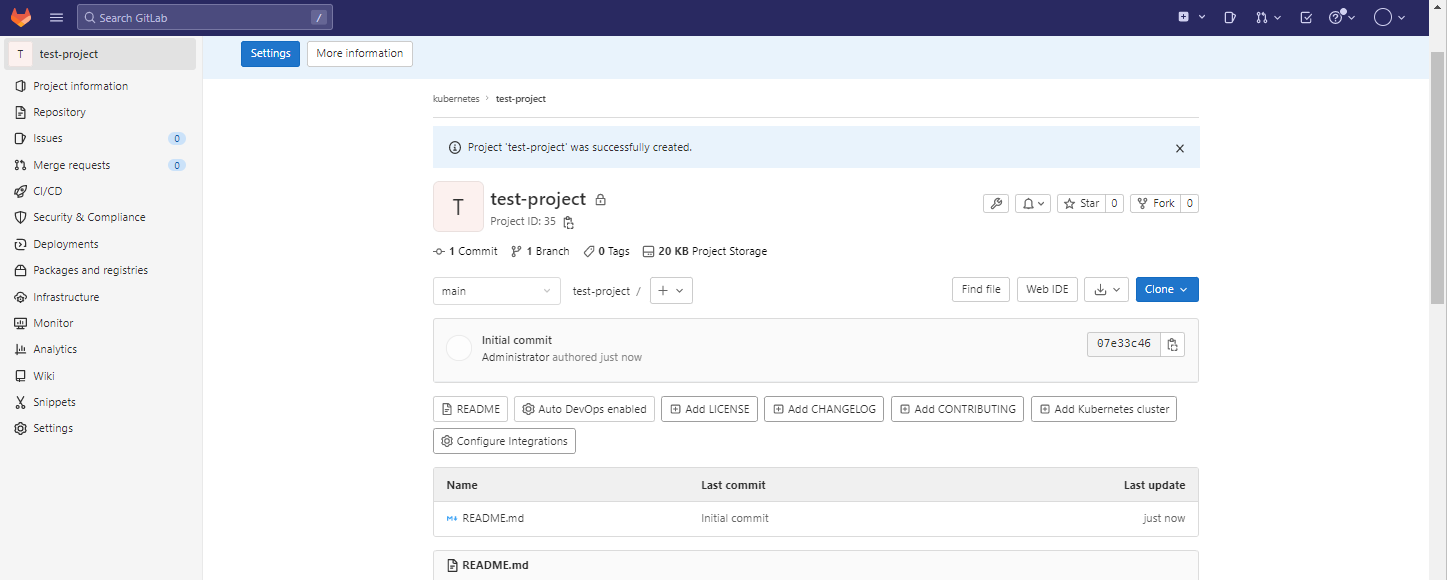 Search GitLab /
T test-project
Project information
Repository
Issues 0
Merge requests 0
CI/CD
Security & Compliance
Deployments
Packages and registries
Infrastructure
Monitor
Analytics
Wiki
Snippets
Settings
Settings More information
kubernetes › test-project
Project 'test-project' was successfully created.
T test-project
Project ID: 35
Star 0 Fork 0
1 Commit 1 Branch 0 Tags 20 KB Project Storage
main test-project / + Find file Web IDE Clone
Initial commit
Administrator authored just now
07e33c46
README Auto DevOps enabled Add LICENSE Add CHANGELOG Add CONTRIBUTING Add Kubernetes cluster
Configure Integrations
Name Last commit Last update
README.md Initial commit just now
README.md